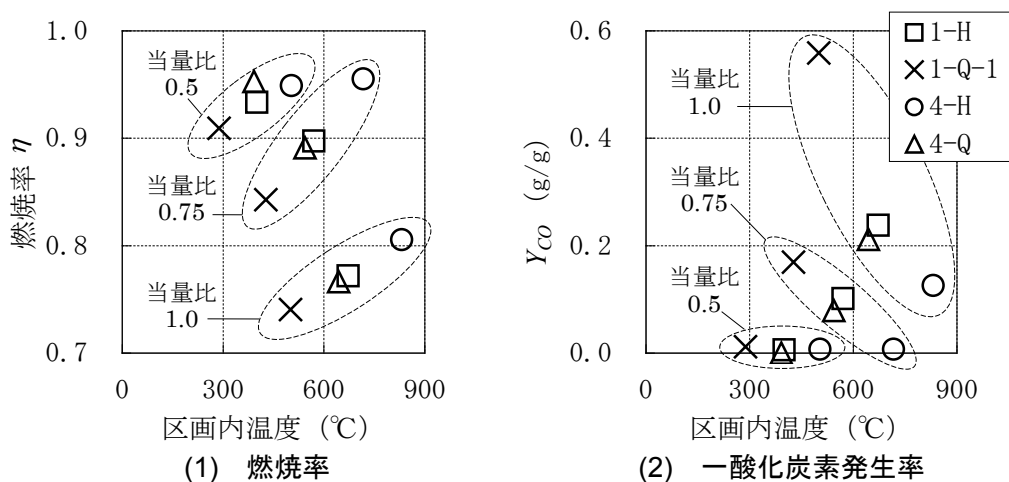 1.0
0.9
0.8
0.7
燃焼率 η
当量比
0.5
当量比
0.75
当量比
1.0
0
300
600
900
区画内温度 (℃)
(1) 燃焼率
0.6
0.4
0.2
0.0
Y_CO (g/g)
当量比
1.0
当量比
0.75
当量比
0.5
1-H
1-Q-1
4-H
4-Q
0
300
600
900
区画内温度 (℃)
(2) 一酸化炭素発生率